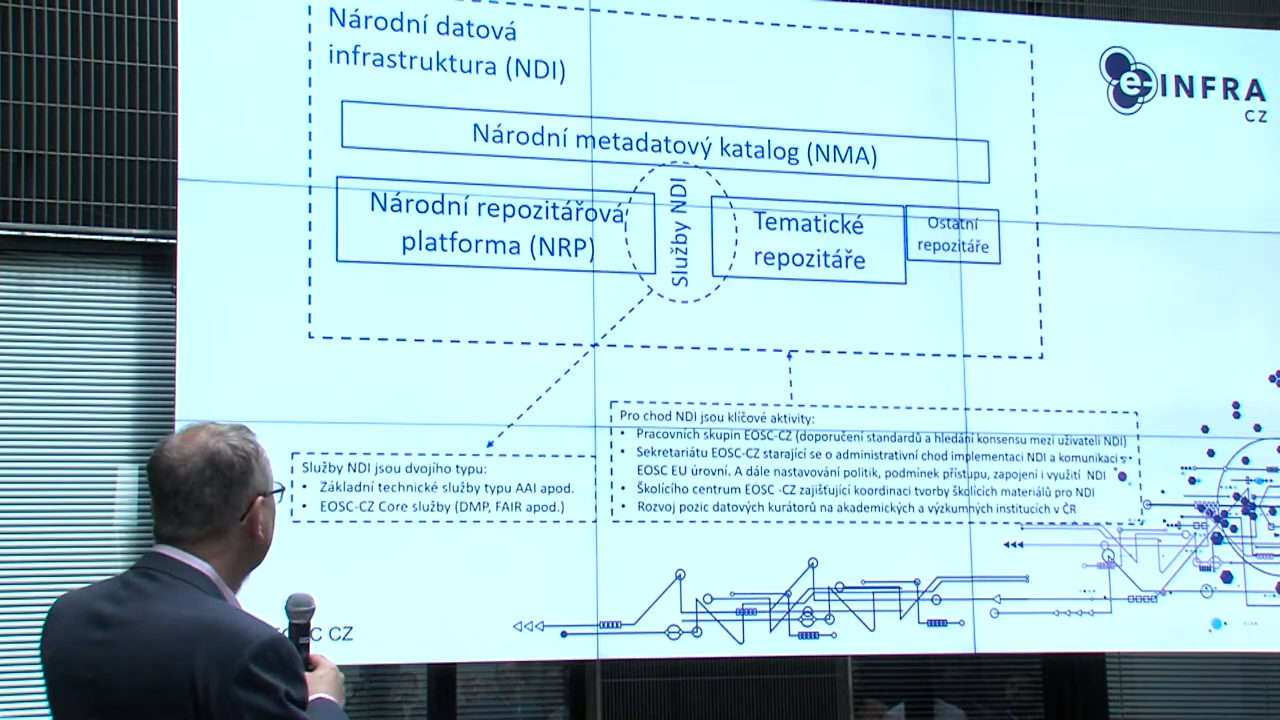 Národní datová
infrastruktura (NDI)
e-INFRA
CZ
Národní metadatový katalog (NMA)
Národní repozitářová
platforma (NRP)
Služby NDI
Tematické
repozitáře
Ostatní
repozitáře
Pro chod NDI jsou klíčové aktivity:
• Pracovních skupin EOSC-CZ (doporučení standardů a hledání konsensu mezi uživateli NDI)
• Sekretariátu EOSC-CZ starající se o administrativní chod implementaci NDI a komunikaci s
EOSC EU úrovní. A dále nastavování politik, podmínek přístupu, zapojení i využití NDI
• Školícího centrum EOSC -CZ zajišťující koordinaci tvorby školících materiálů pro NDI
• Rozvoj pozic datových kurátorů na akademických a výzkumných institucích v ČR
Služby NDI jsou dvojího typu:
• Základní technické služby typu AAI apod.
• EOSC-CZ Core služby (DMP, FAIR apod.)
CZ